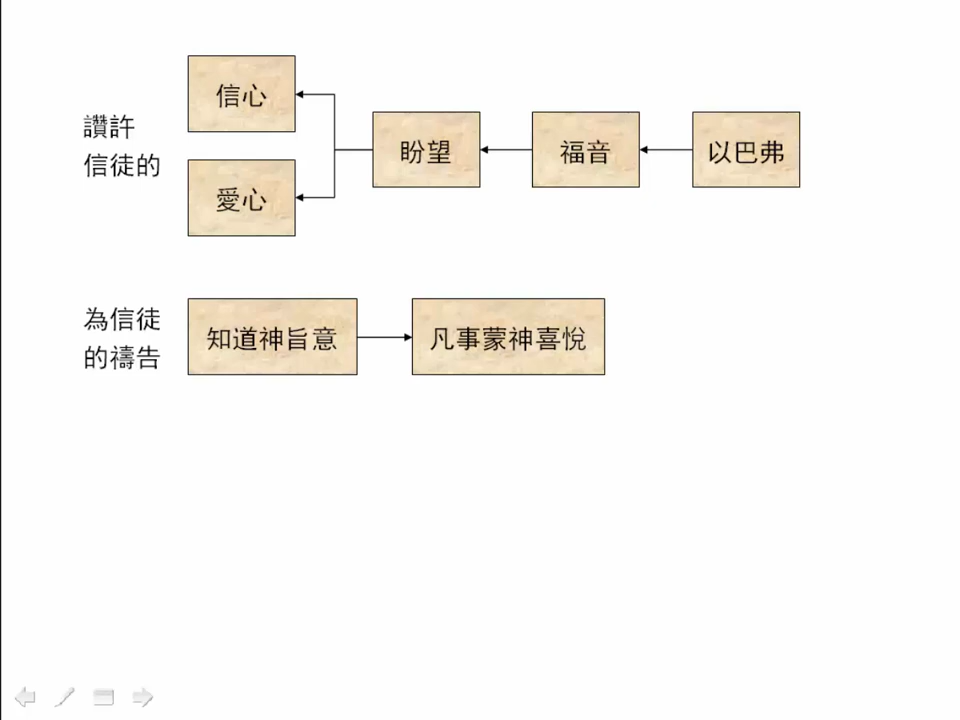 讚許
信徒的
信心
愛心
盼望
福音
以巴弗
為信徒
的禱告
知道神旨意
凡事蒙神喜悅